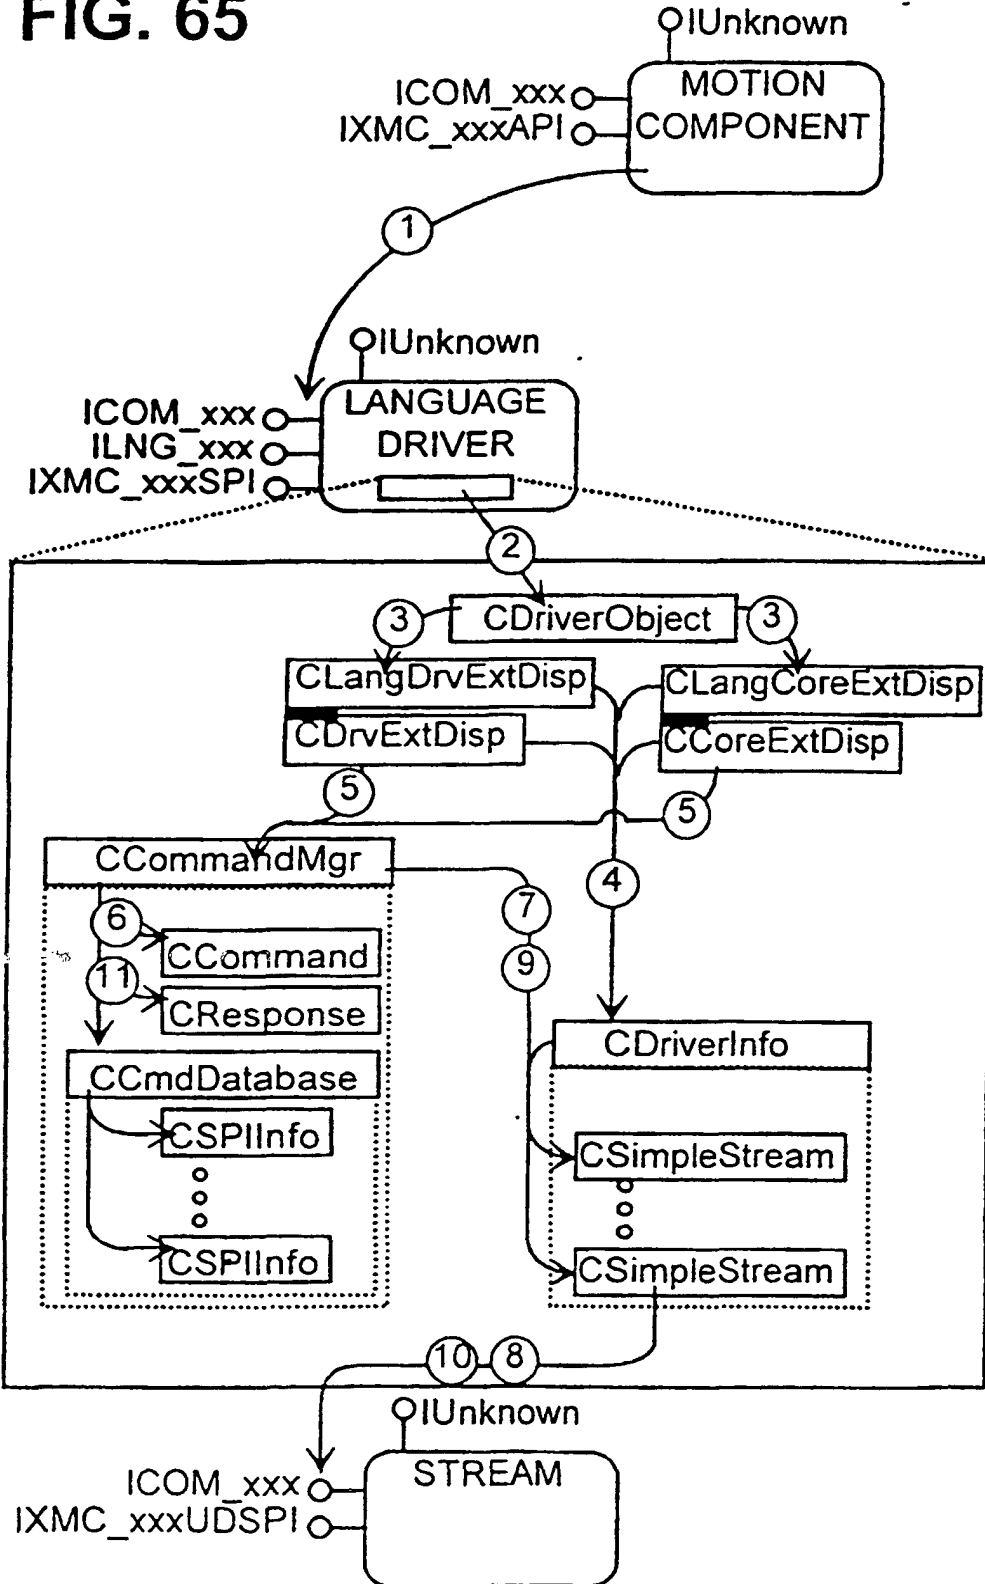 FIG. 65
IUnknown
MOTION
COMPONENT
ICOM_xxx
IXMC_xxxAPI
1
IUnknown
LANGUAGE
DRIVER
ICOM_xxx
ILNG_xxx
IXMC_xxxSPI
2
CDriverObject
3
3
CLangDrvExtDisp
CLangCoreExtDisp
CDrvExtDisp
CCoreExtDisp
5
5
CCommandMgr
4
6
7
CCommand
11
9
CResponse
CDriverInfo
CCmdDatabase
CSPIInfo
CSimpleStream
CSPIInfo
CSimpleStream
10
8
IUnknown
STREAM
ICOM_xxx
IXMC_xxxUDSPI